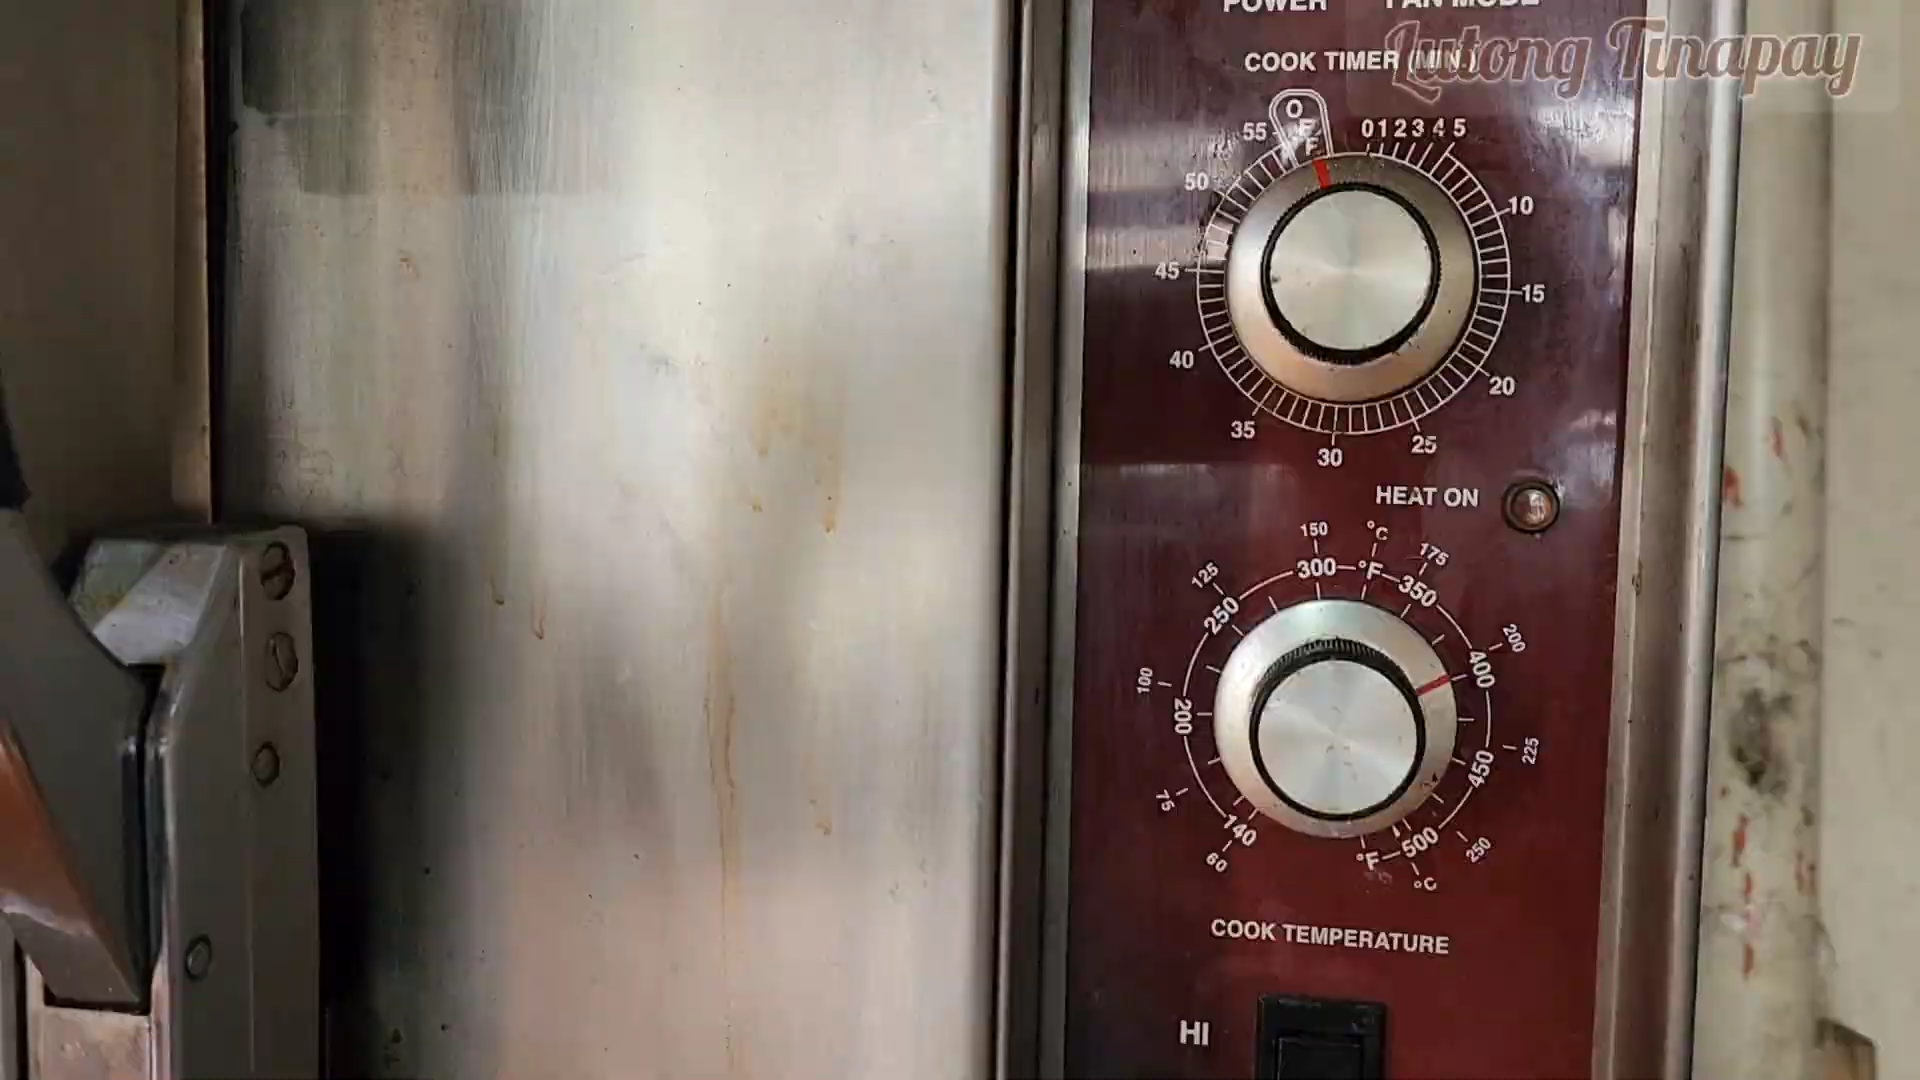 POWER FAN MODE
Lutong Tinapay
COOK TIMER (MIN.)
OFF
0 1 2 3 4 5
10
15
20
25
30
35
40
45
50
55
HEAT ON
°C
150
175
200
225
250
60
75
100
125
°F
300
350
400
450
500
°F
°C
140
200
250
COOK TEMPERATURE
HI